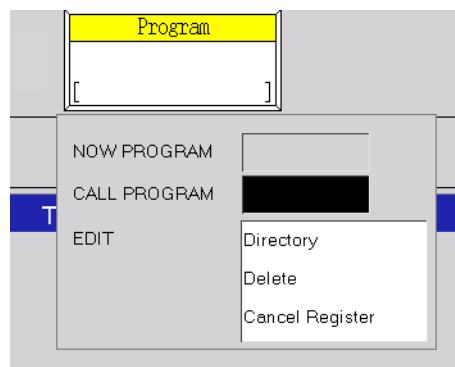 Program
[ ]
NOW PROGRAM
CALL PROGRAM
T
EDIT
Directory
Delete
Cancel Register